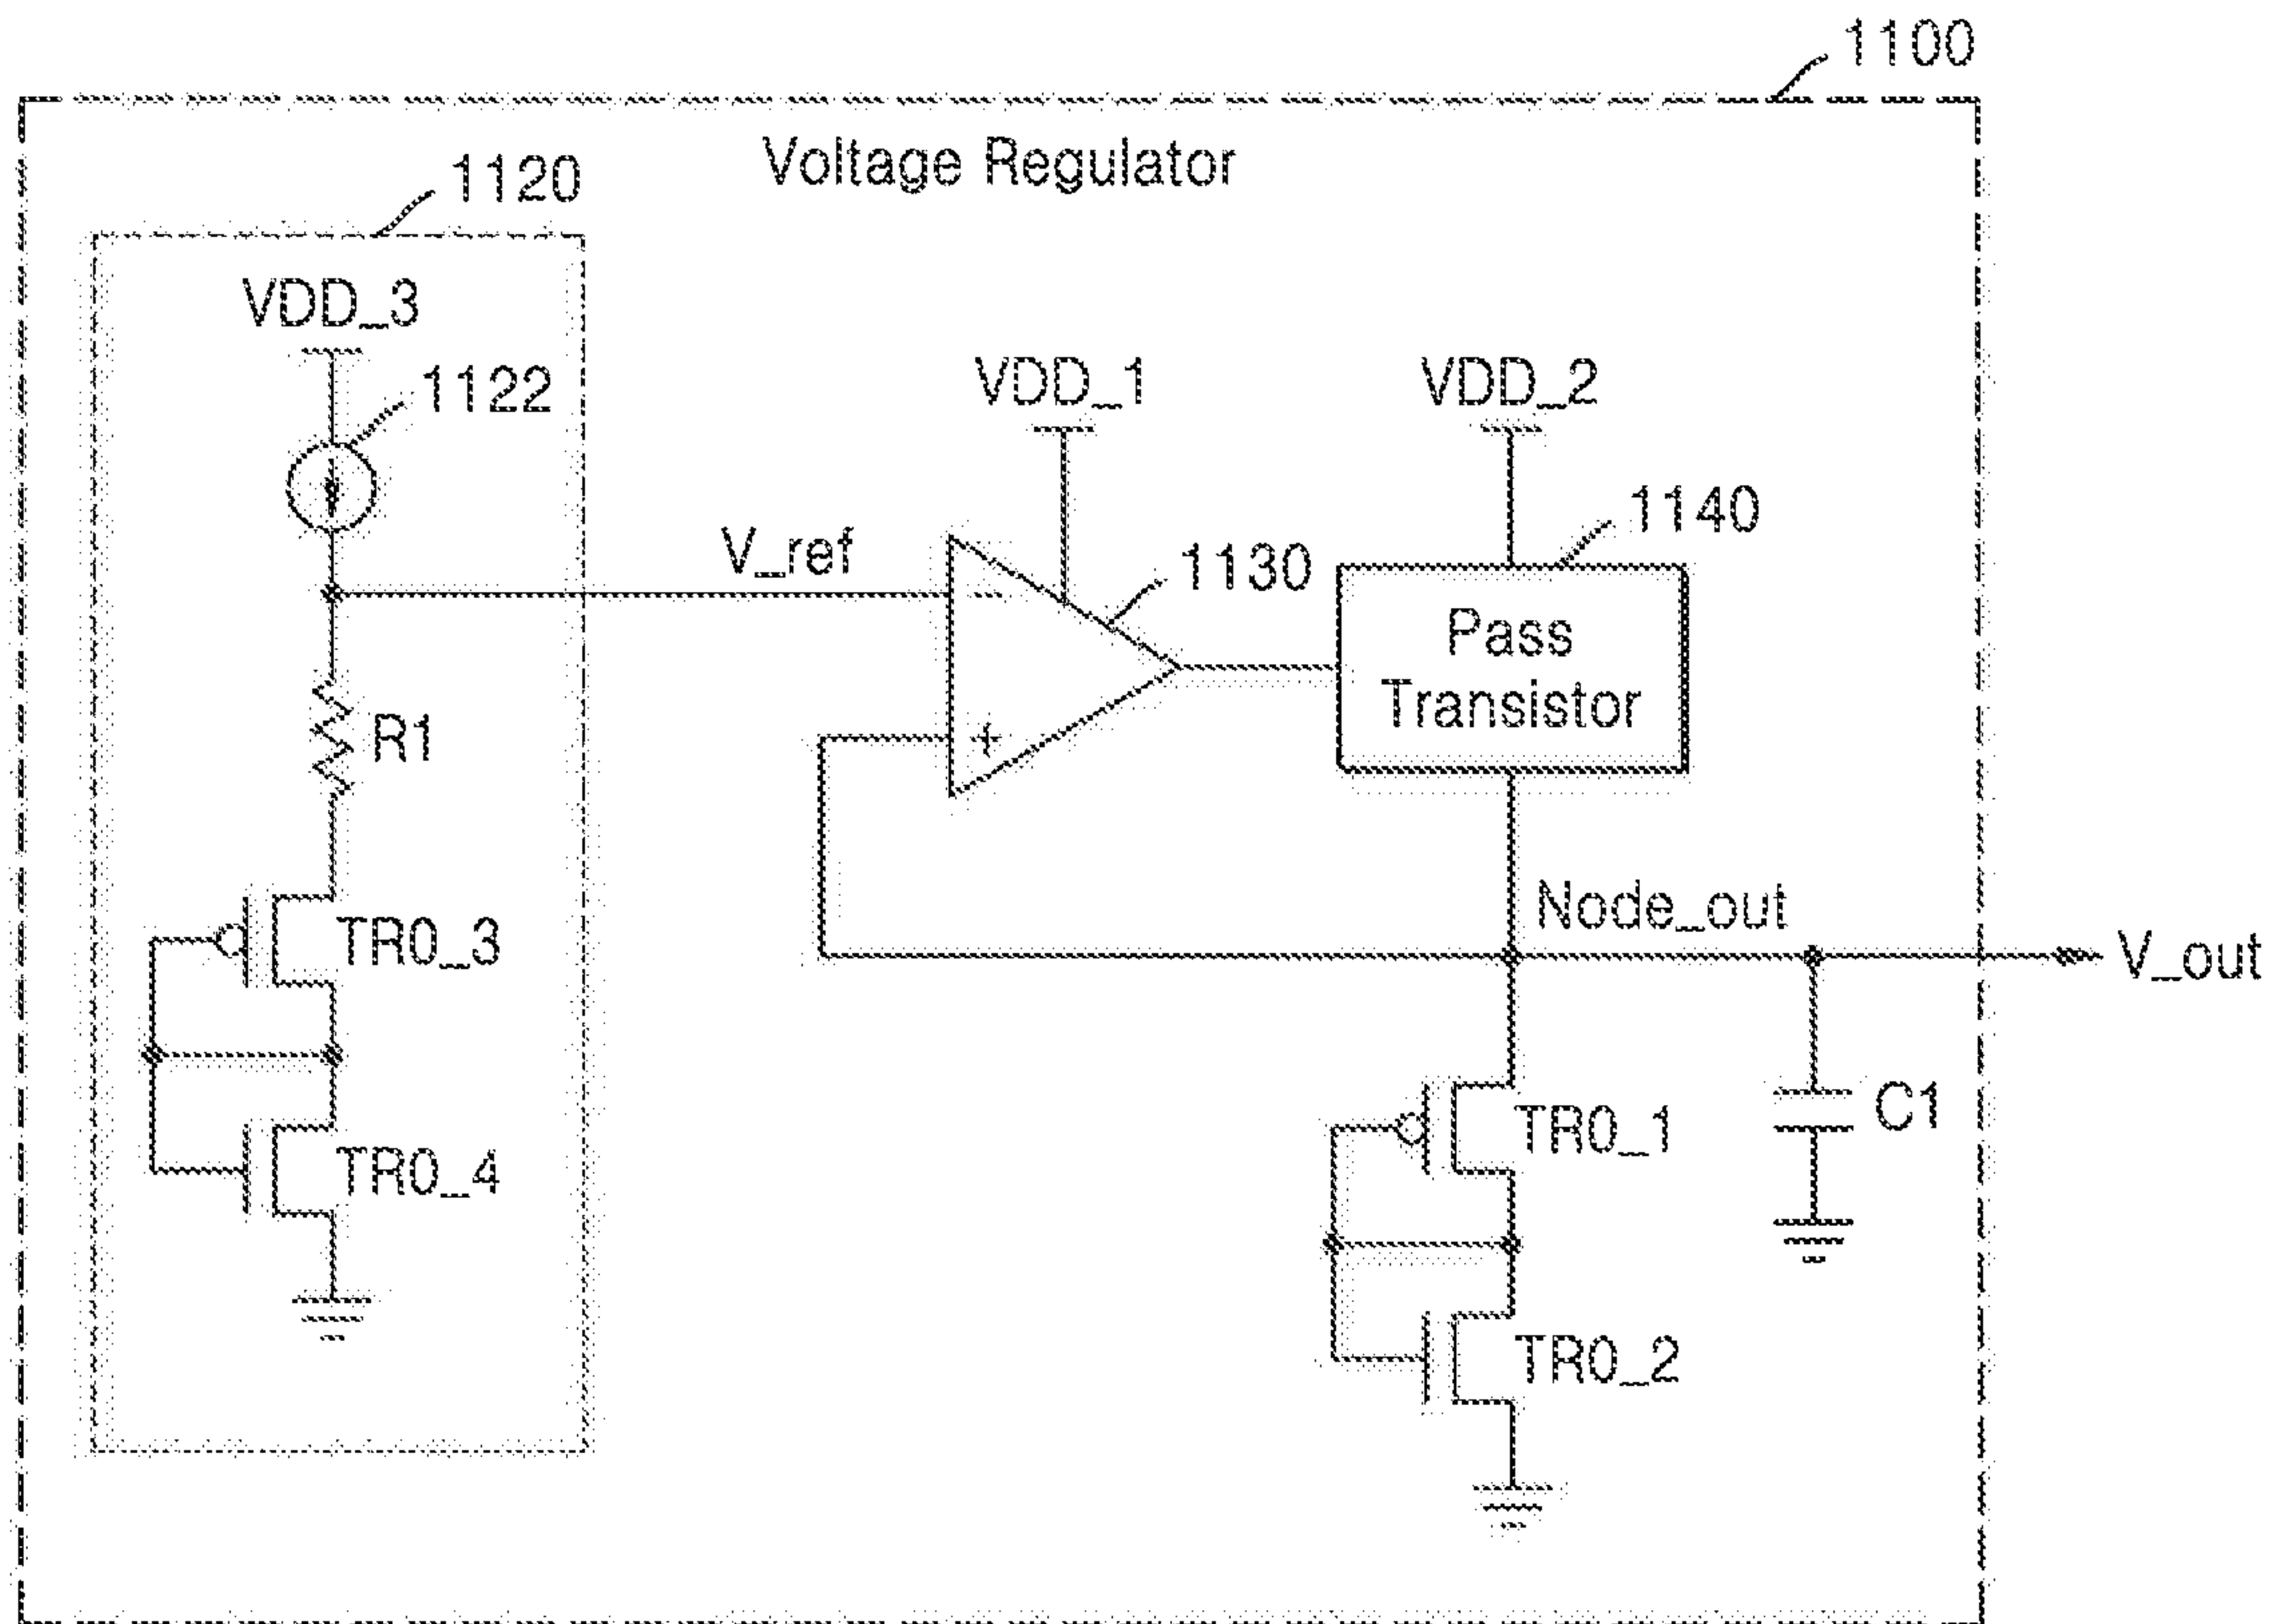 1100
Voltage Regulator
1120
VDD_3
1122
VDD_1
VDD_2
V_ref
1130
1140
Pass
Transistor
−
+
R1
Node_out
V_out
TR0_3
TR0_4
TR0_1
C1
TR0_2